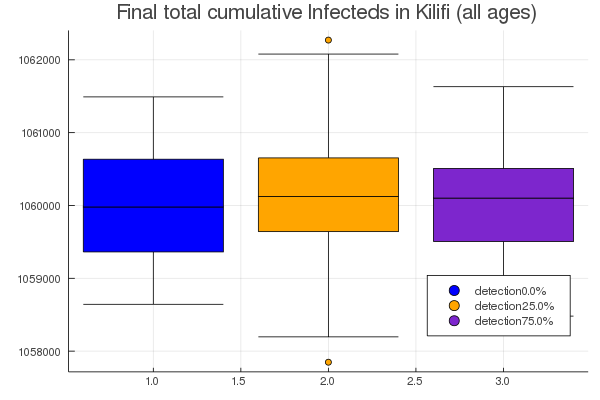 Final total cumulative Infecteds in Kilifi (all ages)
1062000
1061000
1060000
1059000
1058000
detection0.0%
detection25.0%
detection75.0%
1.0 1.5 2.0 2.5 3.0